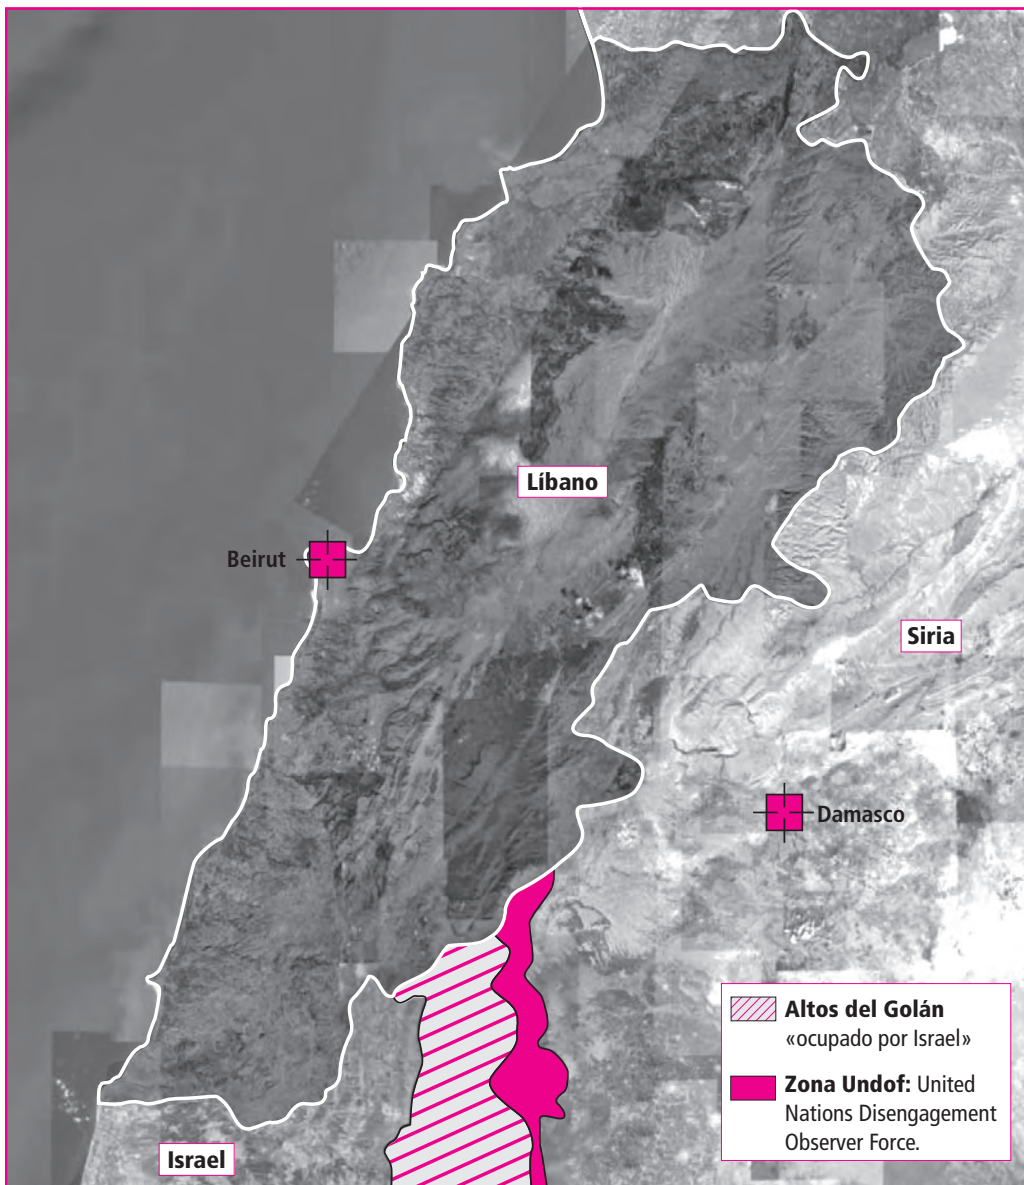 Líbano
Beirut
Siria
Damasco
Altos del Golán
«ocupado por Israel»
Zona Undof: United
Nations Disengagement
Observer Force.
Israel